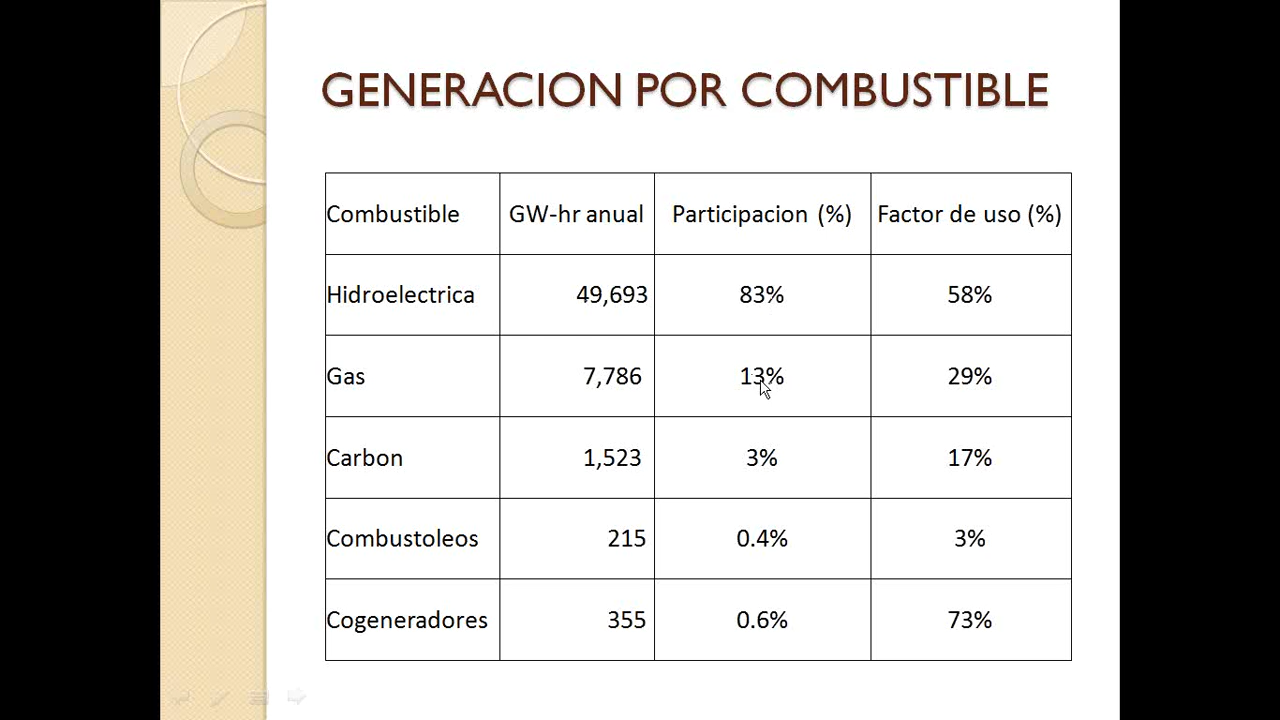 GENERACION POR COMBUSTIBLE
Combustible GW-hr anual Participacion (%) Factor de uso (%)
Hidroelectrica 49,693 83% 58%
Gas 7,786 13% 29%
Carbon 1,523 3% 17%
Combustoleos 215 0.4% 3%
Cogeneradores 355 0.6% 73%